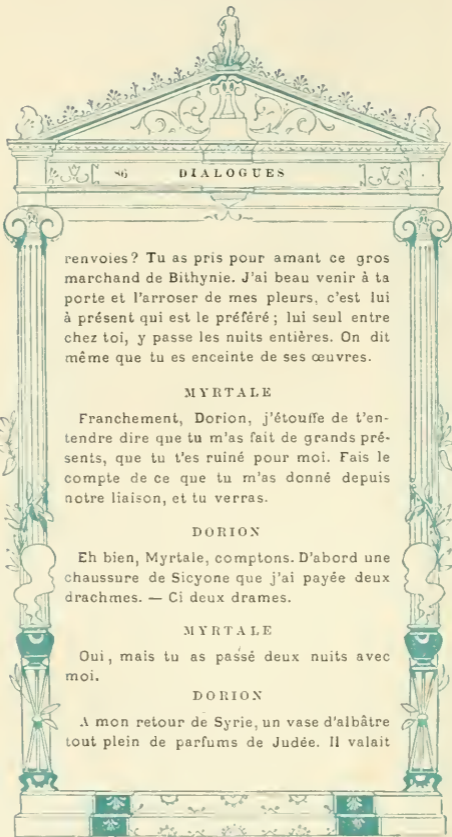 86 DIALOGUES
renvoies? Tu as pris pour amant ce gros
marchand de Bithynie. J'ai beau venir à ta
porte et l'arroser de mes pleurs, c'est lui
à présent qui est le préféré ; lui seul entre
chez toi, y passe les nuits entières. On dit
même que tu es enceinte de ses œuvres.
MYRTALE
Franchement, Dorion, j'étouffe de t'en-
tendre dire que tu m'as fait de grands pré-
sents, que tu t'es ruiné pour moi. Fais le
compte de ce que tu m'as donné depuis
notre liaison, et tu verras.
DORION
Eh bien, Myrtale, comptons. D'abord une
chaussure de Sicyone que j'ai payée deux
drachmes. — Ci deux drames.
MYRTALE
Oui, mais tu as passé deux nuits avec
moi.
DORION
A mon retour de Syrie, un vase d'albâtre
tout plein de parfums de Judée. Il valait